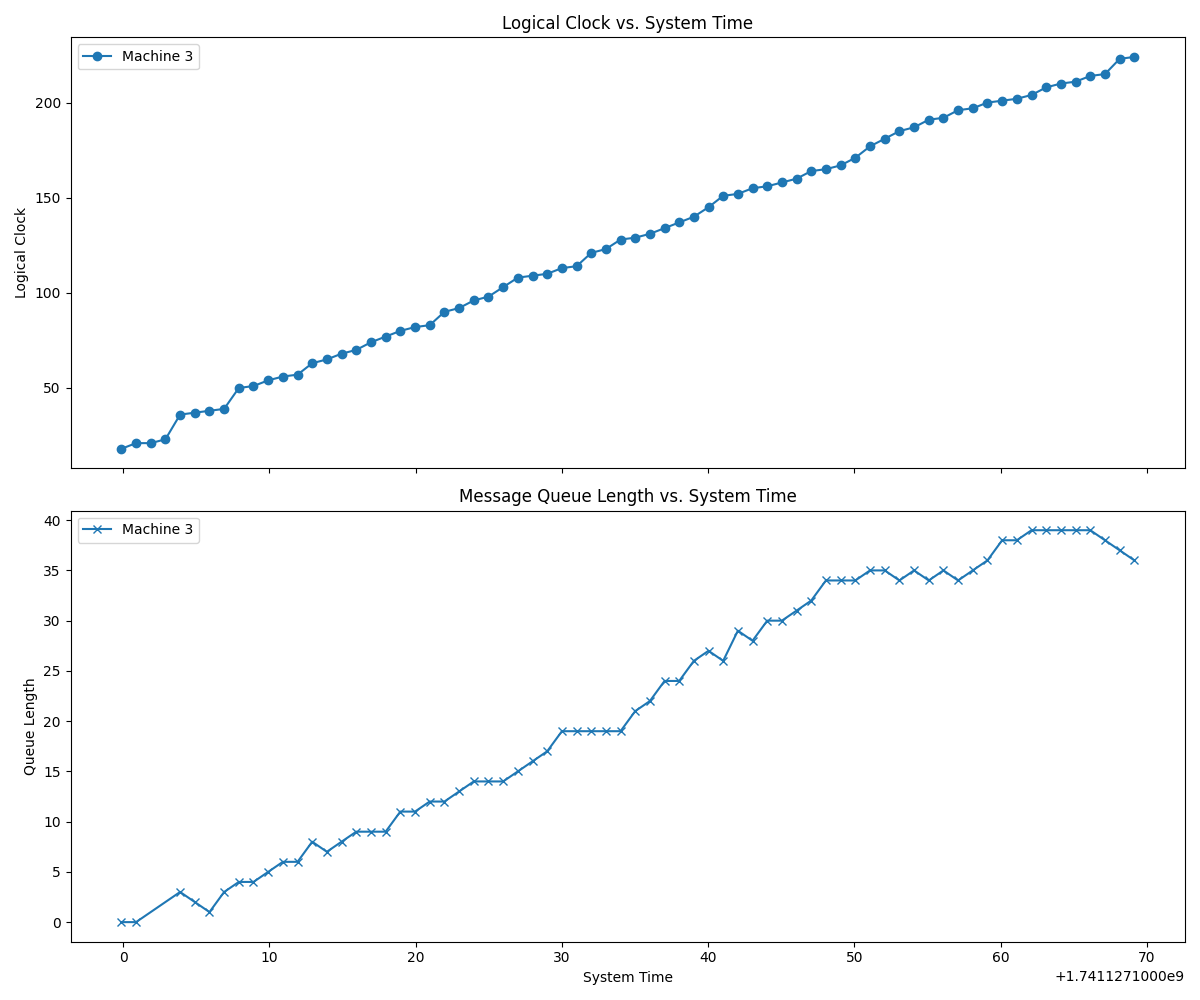 Logical Clock vs. System Time
Machine 3
Logical Clock
200
150
100
50
Message Queue Length vs. System Time
Machine 3
Queue Length
40
35
30
25
20
15
10
5
0
0 10 20 30 40 50 60 70
System Time
+1.7411271000e9